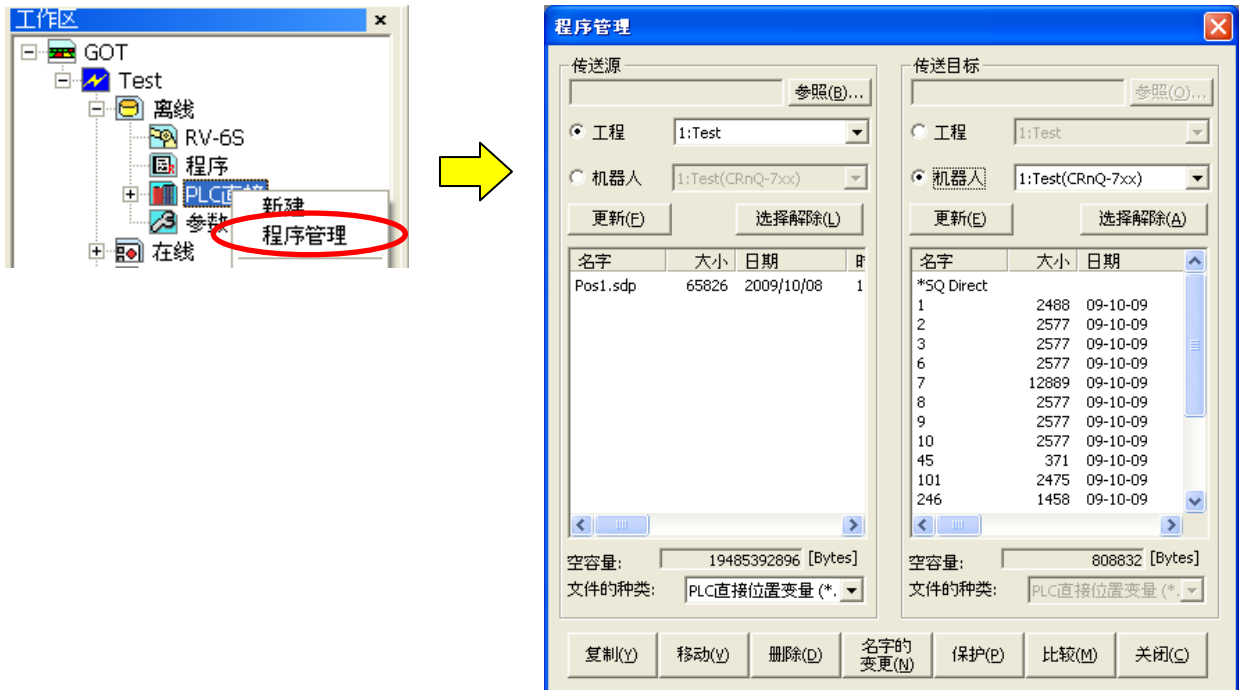 工作区
GOT
Test
离线
RV-6S
程序
PLC直接
新建
参数
程序管理
在线
程序管理
传送源
参照(B)...
工程 1:Test
机器人 1:Test(CRnQ-7xx)
更新(F) 选择解除(L)
名字 大小 日期
Pos1.sdp 65826 2009/10/08 1
空容量: 19485392896 [Bytes]
文件的种类: PLC直接位置变量 (*.
传送目标
参照(O)...
工程 1:Test
机器人 1:Test(CRnQ-7xx)
更新(E) 选择解除(A)
名字 大小 日期
*SQ Direct
1 2488 09-10-09
2 2577 09-10-09
3 2577 09-10-09
6 2577 09-10-09
7 12889 09-10-09
8 2577 09-10-09
9 2577 09-10-09
10 2577 09-10-09
45 371 09-10-09
101 2475 09-10-09
246 1458 09-10-09
空容量: 808832 [Bytes]
文件的种类: PLC直接位置变量 (*.
复制(Y) 移动(V) 删除(D) 名字的
变更(N) 保护(P) 比较(M) 关闭(C)